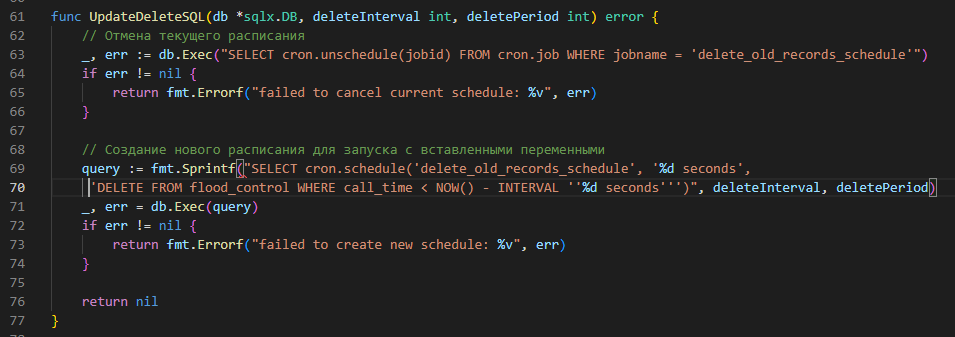 61 func UpdateDeleteSQL(db *sqlx.DB, deleteInterval int, deletePeriod int) error {
62     // Отмена текущего расписания
63     _, err := db.Exec("SELECT cron.unschedule(jobid) FROM cron.job WHERE jobname = 'delete_old_records_schedule'")
64     if err != nil {
65         return fmt.Errorf("failed to cancel current schedule: %v", err)
66     }
67
68     // Создание нового расписания для запуска с вставленными переменными
69     query := fmt.Sprintf("SELECT cron.schedule('delete_old_records_schedule', '%d seconds',
70      'DELETE FROM flood_control WHERE call_time < NOW() - INTERVAL ''%d seconds''')", deleteInterval, deletePeriod)
71     _, err = db.Exec(query)
72     if err != nil {
73         return fmt.Errorf("failed to create new schedule: %v", err)
74     }
75
76     return nil
77 }